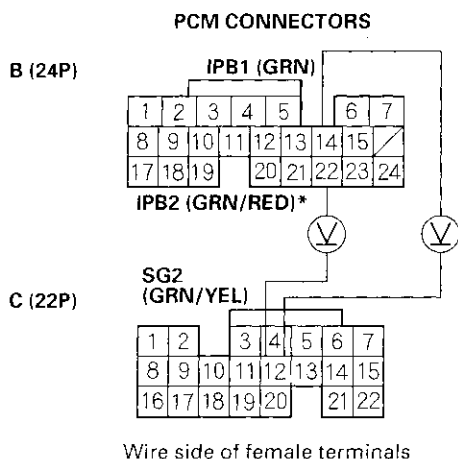 PCM CONNECTORS
B (24P)
IPB1 (GRN)
1 2 3 4 5 6 7
8 9 10 11 12 13 14 15
17 18 19 20 21 22 23 24
IPB2 (GRN/RED)*
V V
SG2
(GRN/YEL)
C (22P)
1 2 3 4 5 6 7
8 9 10 11 12 13 14 15
16 17 18 19 20 21 22
Wire side of female terminals